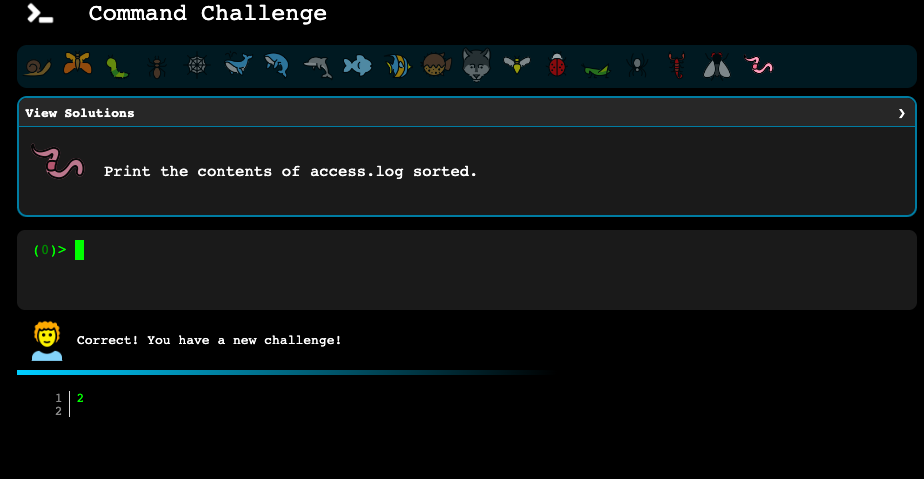 Command Challenge
View Solutions ❯
Print the contents of access.log sorted.
(0)>
Correct! You have a new challenge!
1 2
2